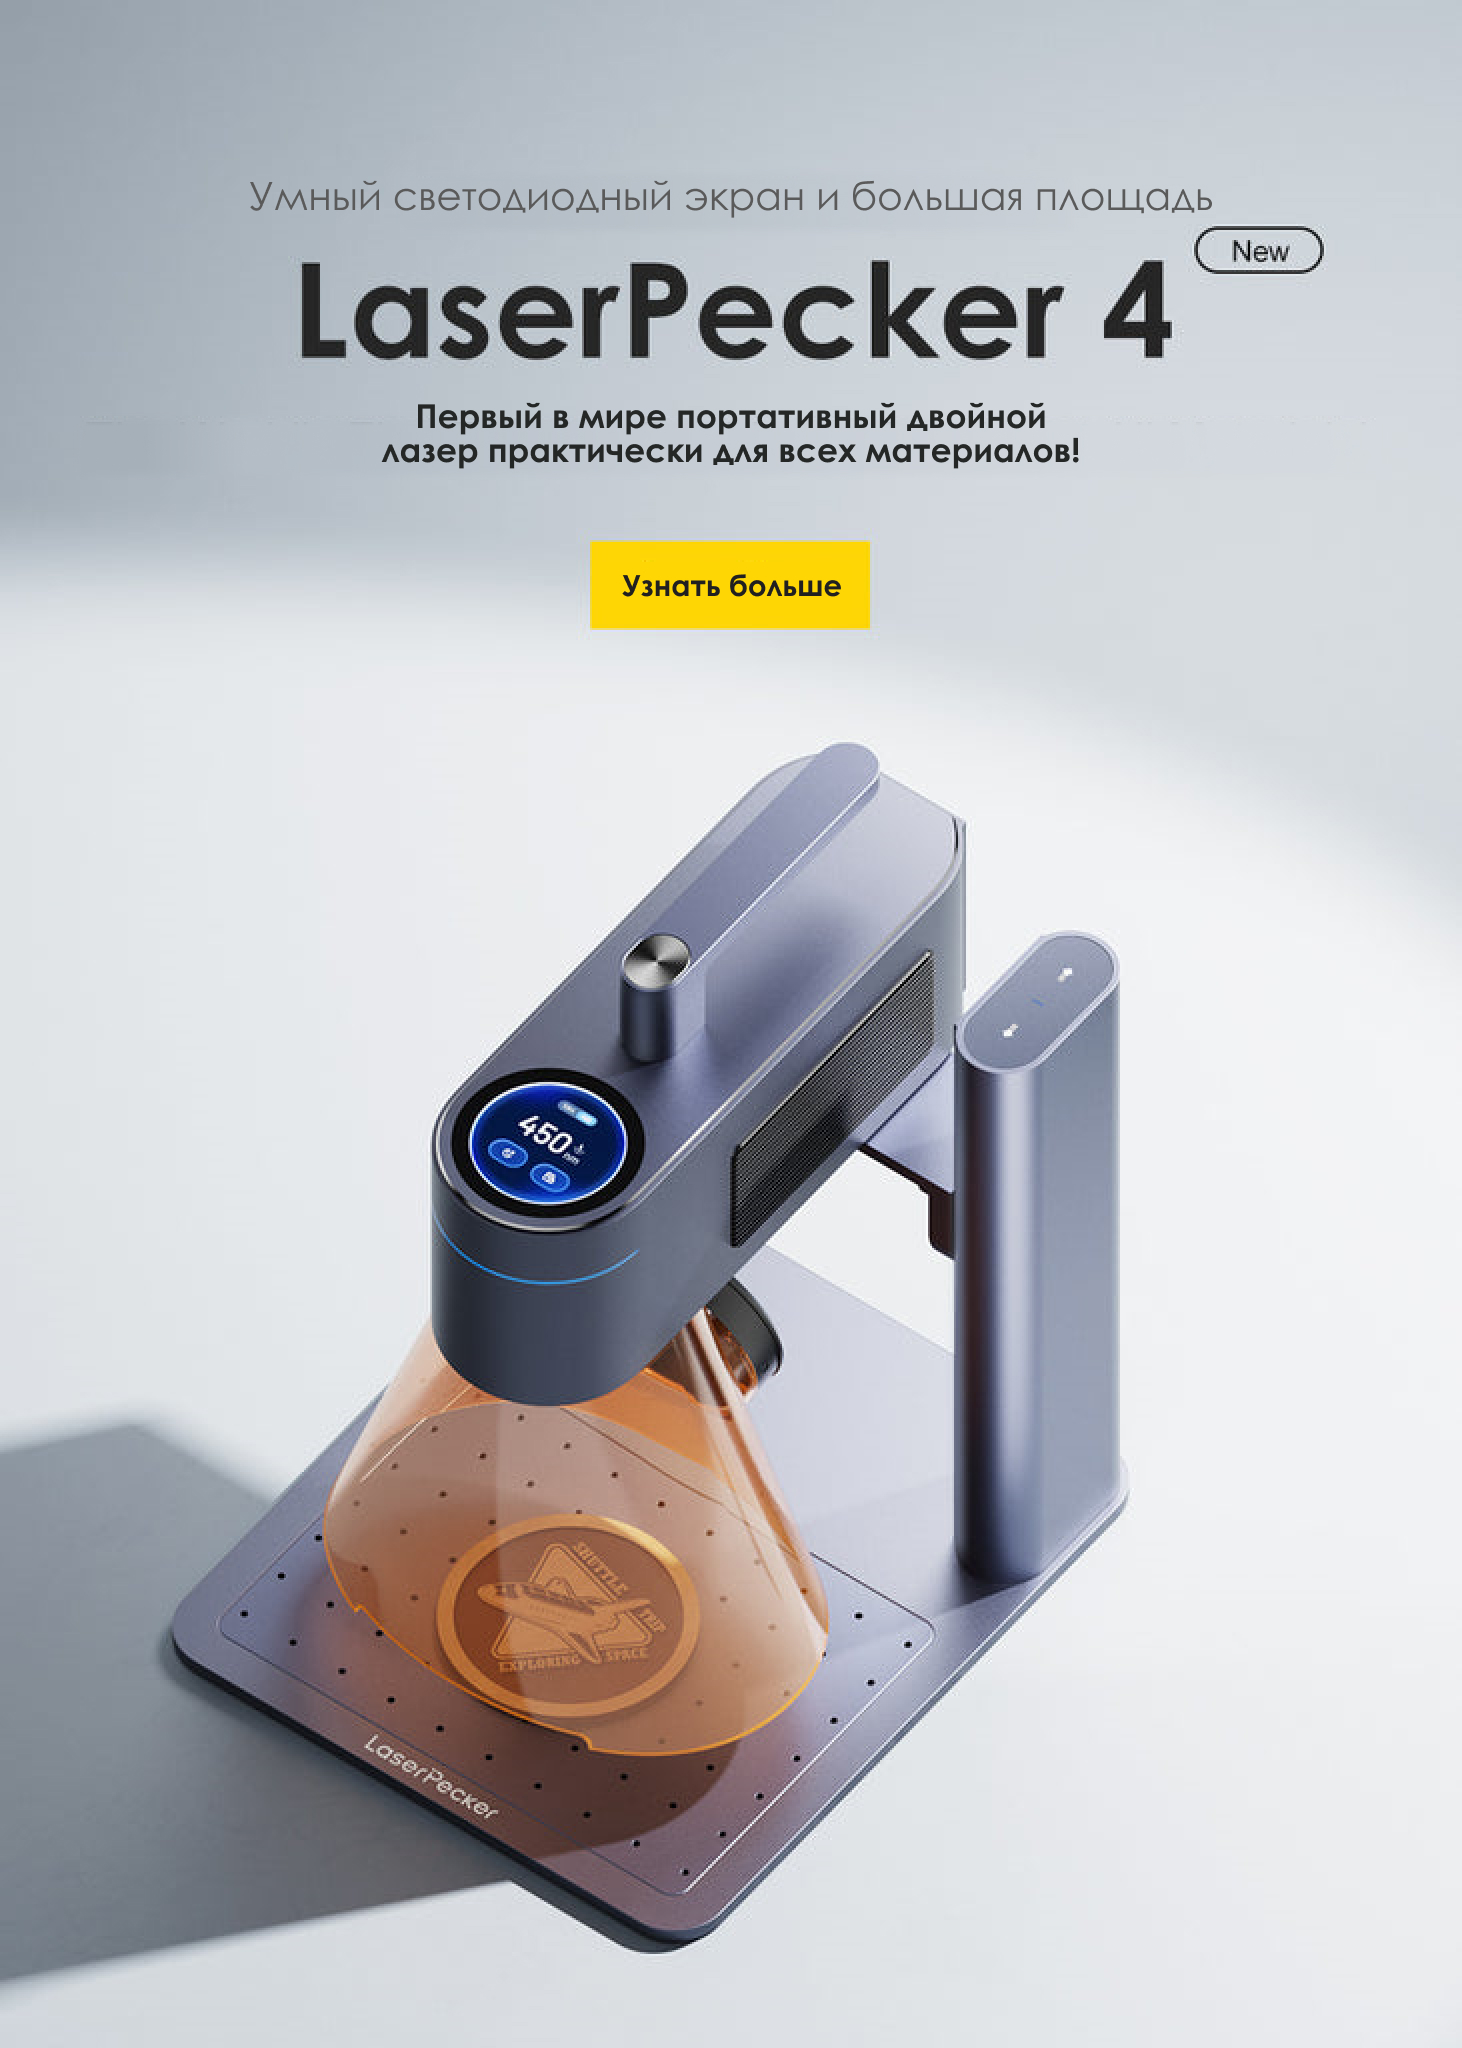 Умный светодиодный экран и большая площадь
New
LaserPecker 4
Первый в мире портативный двойной
лазер практически для всех материалов!
Узнать больше
450
nm
SHUTTLE
TRIP
EXPLORING SPACE
LaserPecker